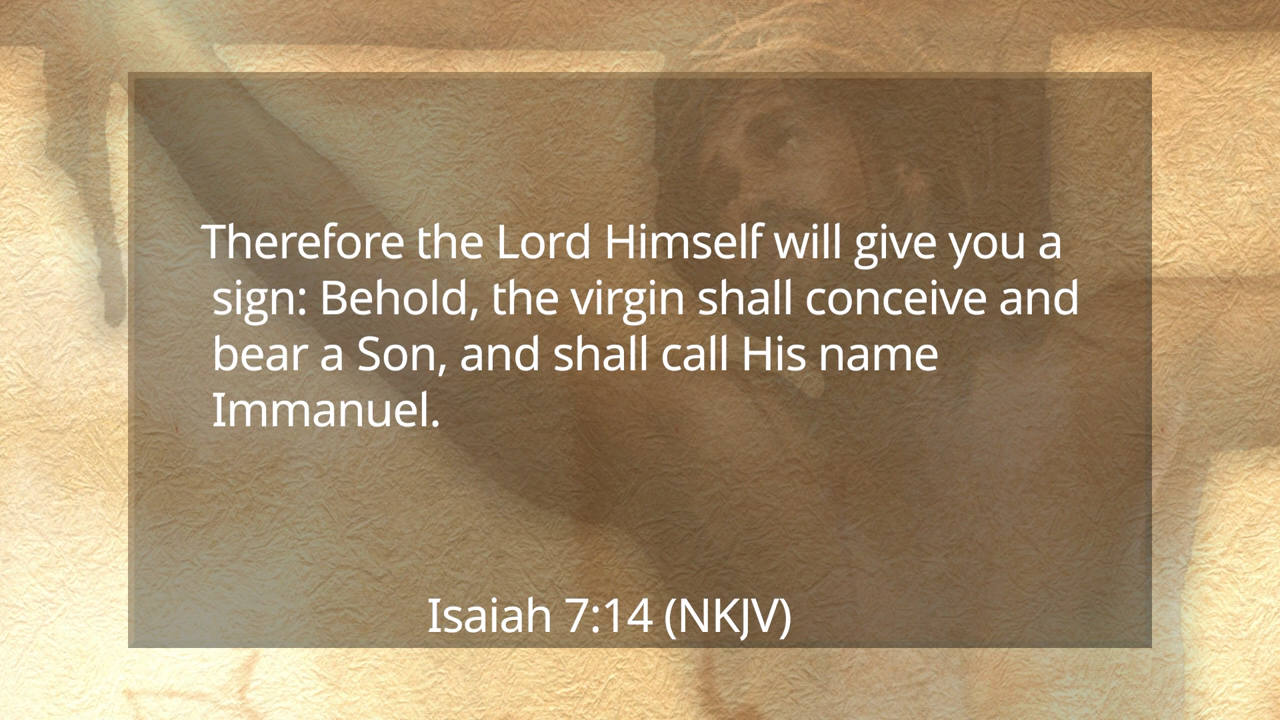 Therefore the Lord Himself will give you a
sign: Behold, the virgin shall conceive and
bear a Son, and shall call His name
Immanuel.
Isaiah 7:14 (NKJV)